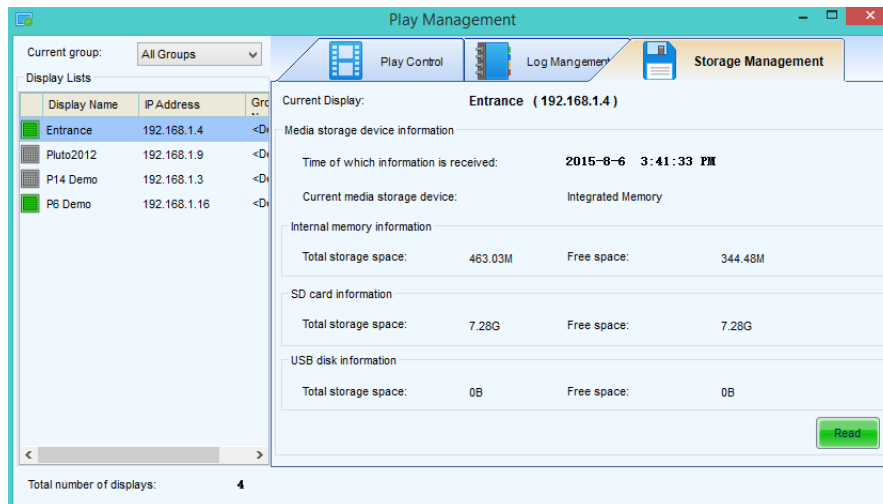 Play Management
Current group: All Groups
Display Lists
Display Name IP Address Gro
Entrance 192.168.1.4 <De
Pluto2012 192.168.1.9 <De
P14 Demo 192.168.1.3 <De
P6 Demo 192.168.1.16 <De
Total number of displays: 4
Play Control Log Mangement Storage Management
Current Display: Entrance ( 192.168.1.4 )
Media storage device information
Time of which information is received: 2015-8-6 3:41:33 PM
Current media storage device: Integrated Memory
Internal memory information
Total storage space: 463.03M Free space: 344.48M
SD card information
Total storage space: 7.28G Free space: 7.28G
USB disk information
Total storage space: 0B Free space: 0B
Read